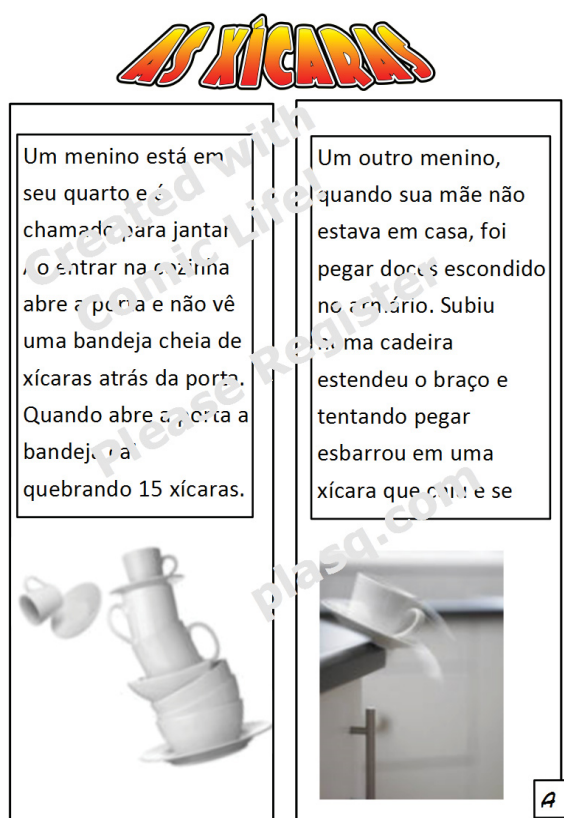 AS XÍCARAS
Um menino está em
seu quarto e é
chamado para jantar.
Ao entrar na cozinha
abre a porta e não vê
uma bandeja cheia de
xícaras atrás da porta.
Quando abre a porta a
bandeja cai
quebrando 15 xícaras.
Um outro menino,
quando sua mãe não
estava em casa, foi
pegar doces escondido
no armário. Subiu
numa cadeira
estendeu o braço e
tentando pegar
esbarrou em uma
xícara que caiu e se
A
Created with
Comic Life!
Please Register
plasq.com